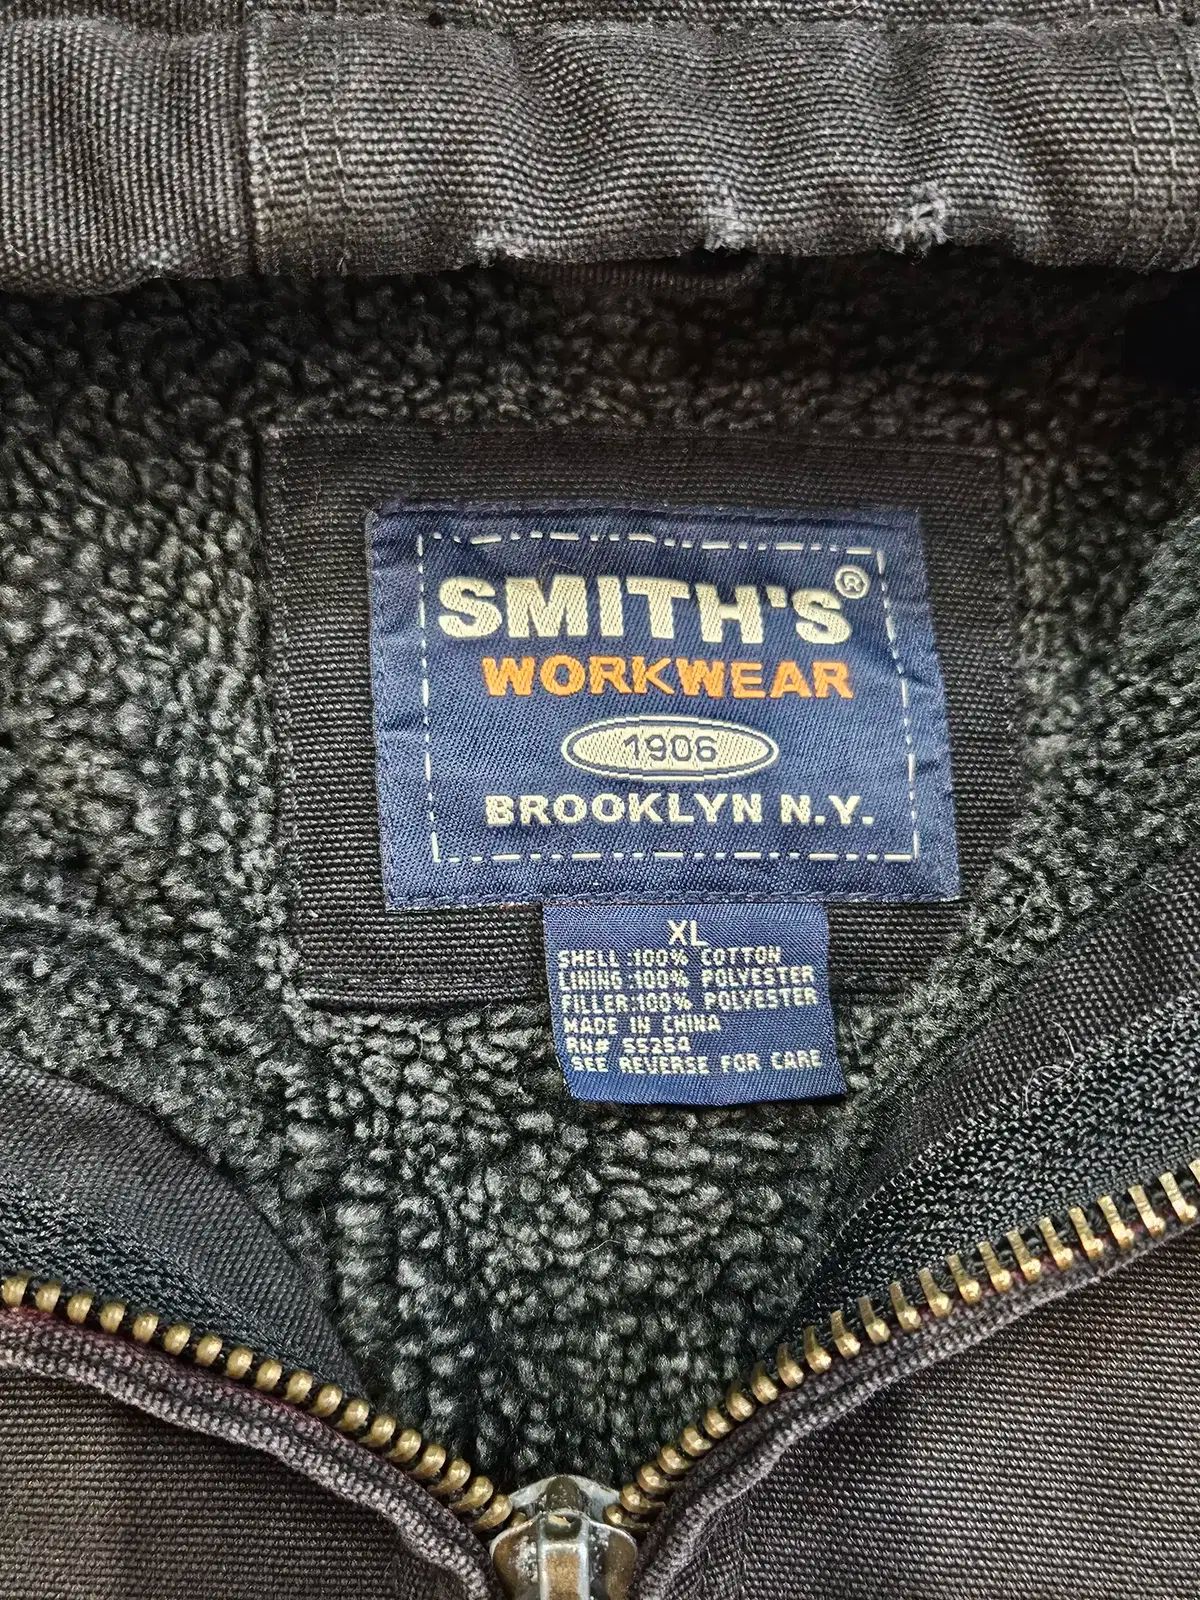 SMITH'S®
WORKWEAR
1906
BROOKLYN N.Y.
XL
SHELL:100% COTTON
LINING:100% POLYESTER
FILLER:100% POLYESTER
MADE IN CHINA
RN# 55254
SEE REVERSE FOR CARE